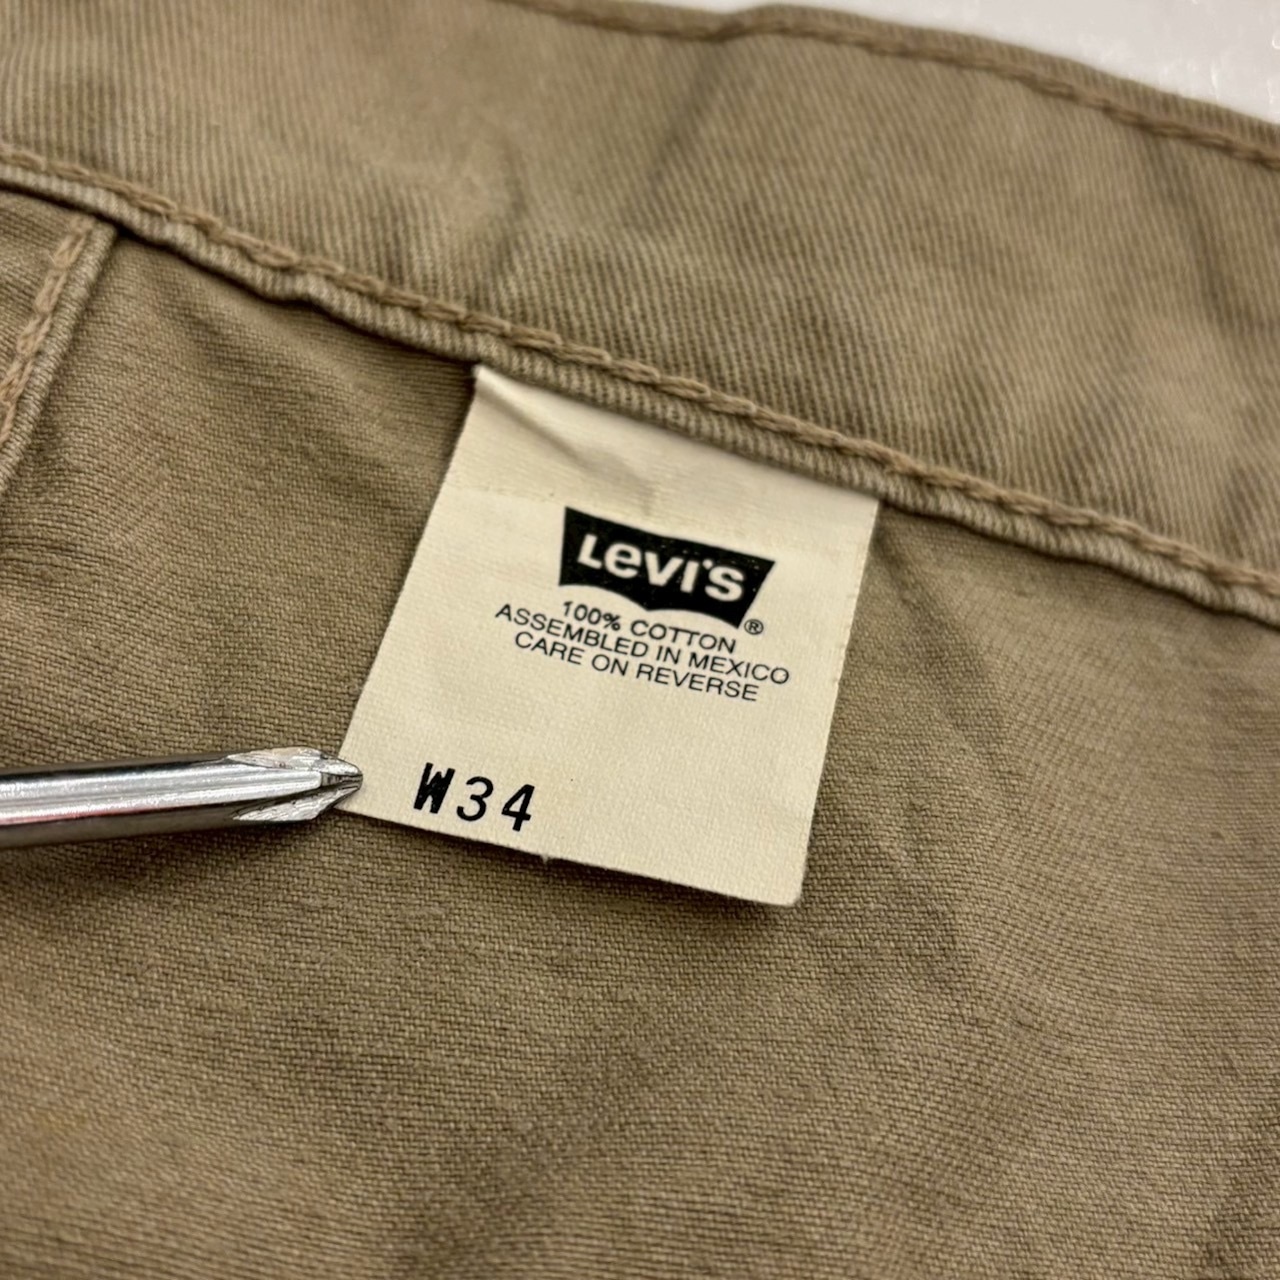 Levi's ®
100% COTTON
ASSEMBLED IN MEXICO
CARE ON REVERSE
W34